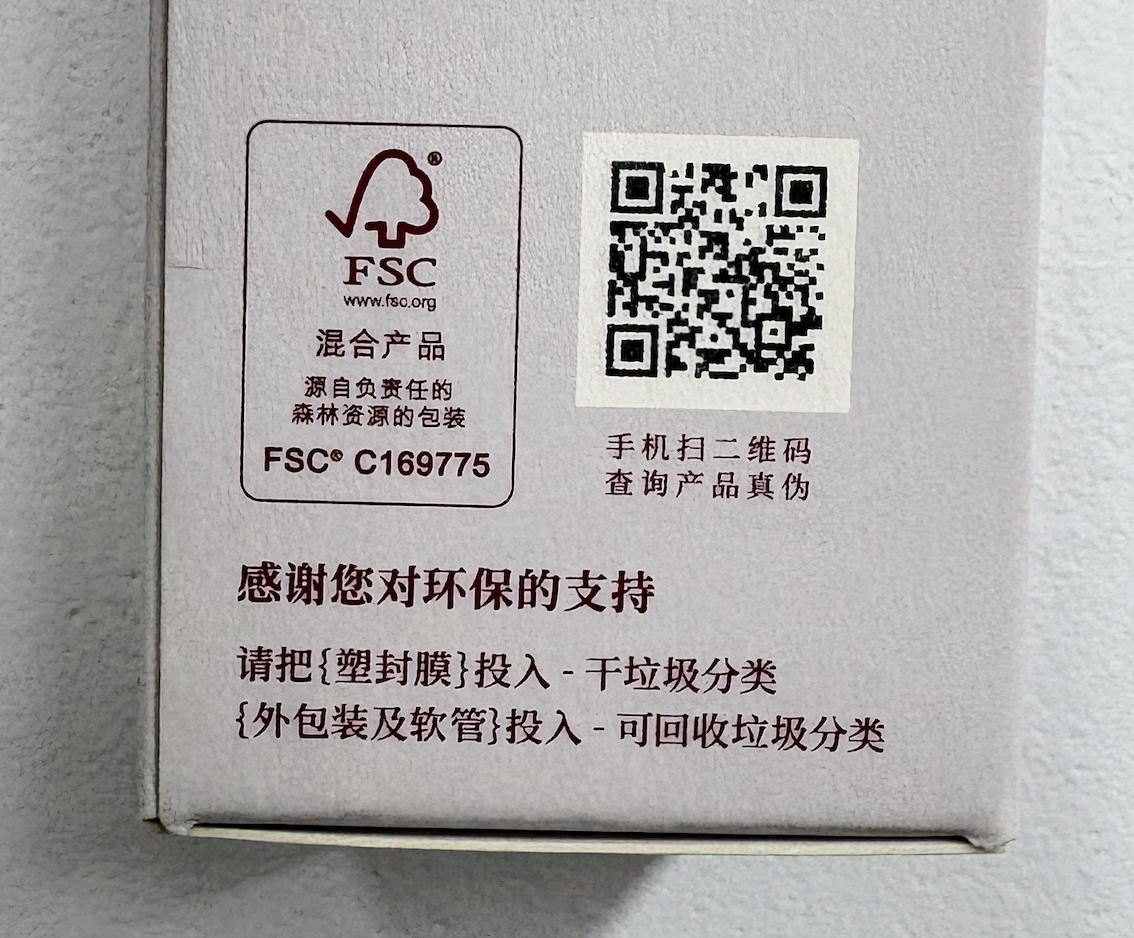 ®
FSC
www.fsc.org
混合产品
源自负责任的
森林资源的包装
FSC® C169775
手机扫二维码
查询产品真伪
感谢您对环保的支持
请把{塑封膜}投入 - 干垃圾分类
{外包装及软管}投入 - 可回收垃圾分类